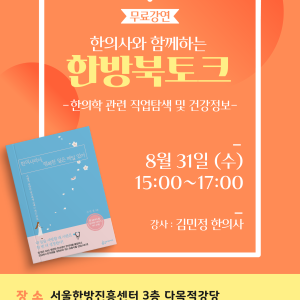 무료강연
한의사와 함께하는
한방북토크
- 한의학 관련 직업탐색 및 건강정보-
8월 31일 (수)
15:00~17:00
강사 : 김민정 한의사
장 소 서울한방진흥센터 3층 다목적강당